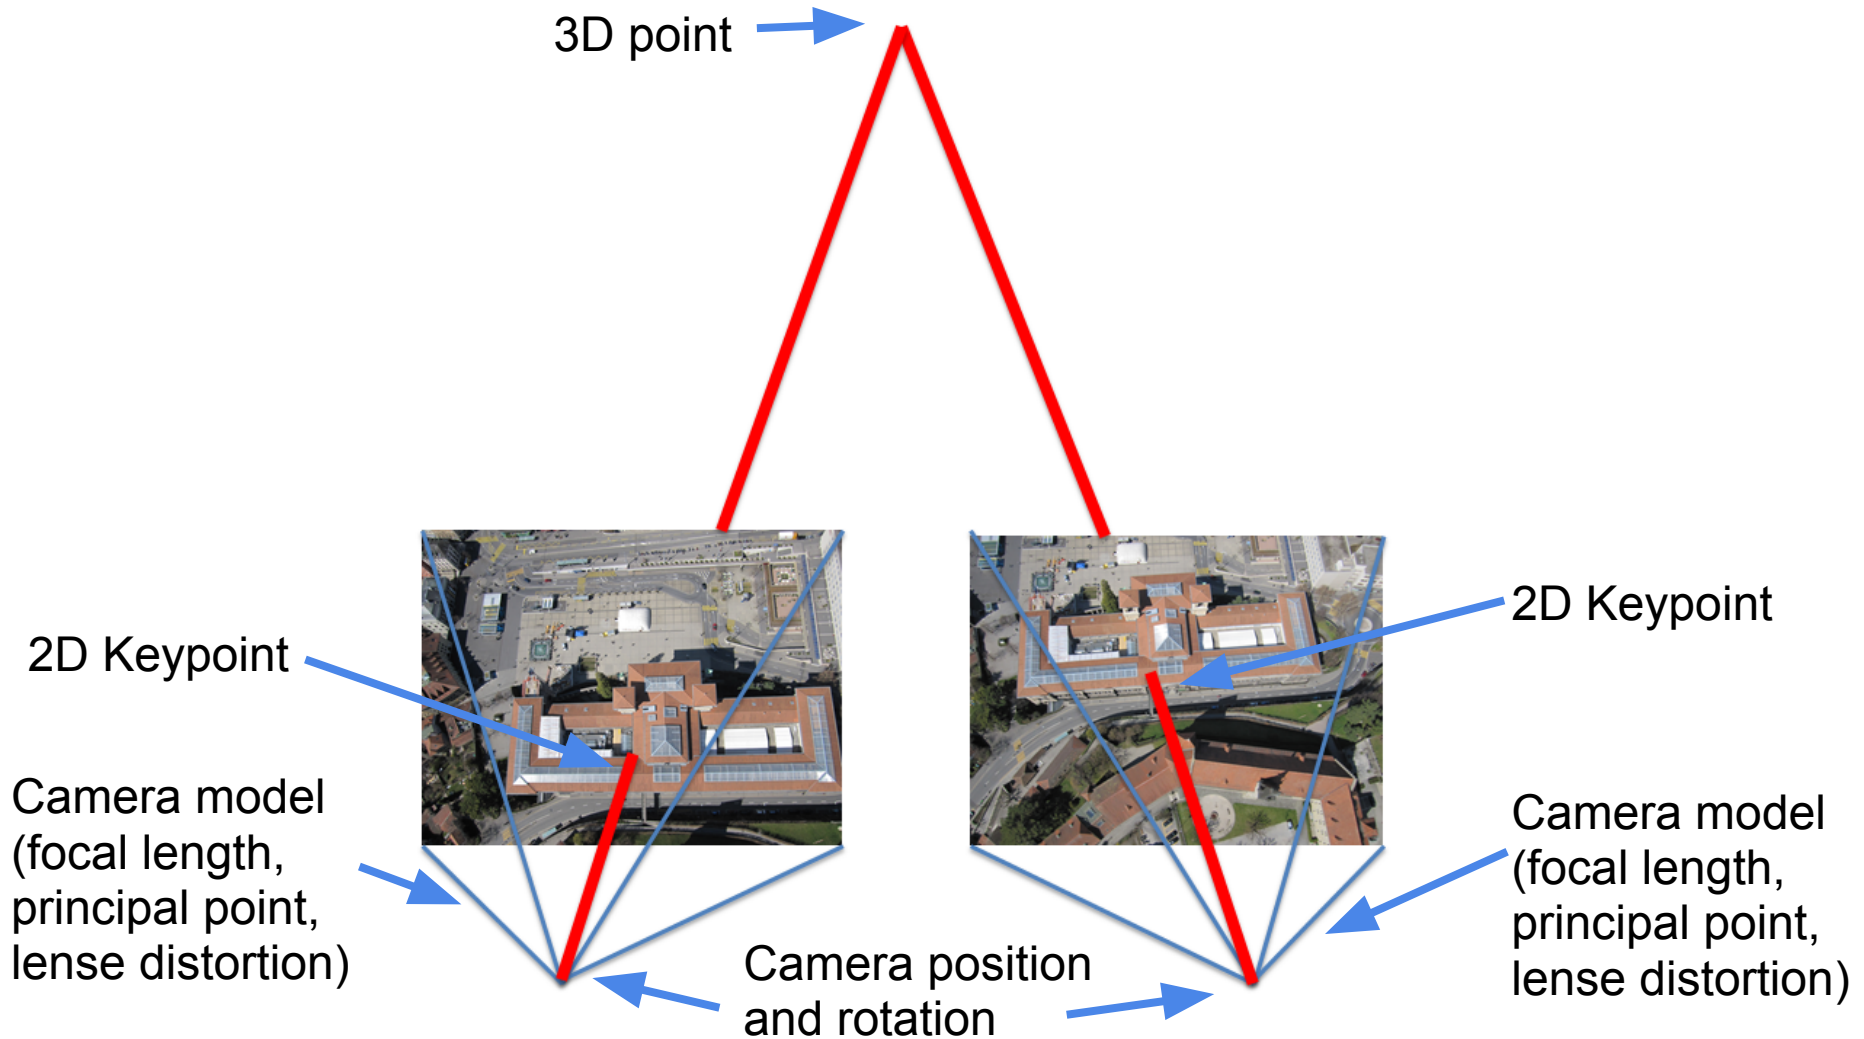 3D point
2D Keypoint
2D Keypoint
Camera model
(focal length,
principal point,
lense distortion)
Camera model
(focal length,
principal point,
lense distortion)
Camera position
and rotation